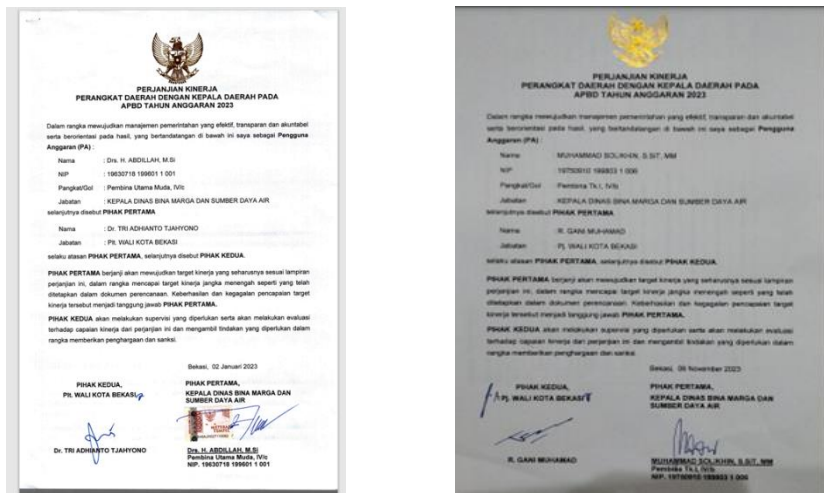 PERJANJIAN KINERJA
PERANGKAT DAERAH DENGAN KEPALA DAERAH PADA
APBD TAHUN ANGGARAN 2023
Dalam rangka mewujudkan manajemen pemerintahan yang efektif, transparan dan akuntabel
serta berorientasi pada hasil, yang bertandatangan di bawah ini saya sebagai Pengguna
Anggaran (PA) :
Nama : Drs. H. ABDILLAH, M.Si
NIP : 19630718 199601 1 001
Pangkat/Gol : Pembina Utama Muda, IV/c
Jabatan : KEPALA DINAS BINA MARGA DAN SUMBER DAYA AIR
selanjutnya disebut PIHAK PERTAMA
Nama : Dr. TRI ADHIANTO TJAHYONO
Jabatan : Plt. WALI KOTA BEKASI
selaku atasan PIHAK PERTAMA, selanjutnya disebut PIHAK KEDUA.
PIHAK PERTAMA berjanji akan mewujudkan target kinerja yang seharusnya sesuai lampiran
perjanjian ini, dalam rangka mencapai target kinerja jangka menengah seperti yang telah
ditetapkan dalam dokumen perencanaan. Keberhasilan dan kegagalan pencapaian target
kinerja tersebut menjadi tanggung jawab PIHAK PERTAMA.
PIHAK KEDUA akan melakukan supervisi yang diperlukan serta akan melakukan evaluasi
terhadap capaian kinerja dari perjanjian ini dan mengambil tindakan yang diperlukan dalam
rangka memberikan penghargaan dan sanksi.
Bekasi, 02 Januari 2023
PIHAK KEDUA,
Plt. WALI KOTA BEKASI
PIHAK PERTAMA,
KEPALA DINAS BINA MARGA DAN
SUMBER DAYA AIR
Dr. TRI ADHIANTO TJAHYONO
Drs. H. ABDILLAH, M.Si
Pembina Utama Muda, IV/c
NIP. 19630718 199601 1 001
PERJANJIAN KINERJA
PERANGKAT DAERAH DENGAN KEPALA DAERAH PADA
APBD TAHUN ANGGARAN 2023
Dalam rangka mewujudkan manajemen pemerintahan yang efektif, transparan dan akuntabel
serta berorientasi pada hasil, yang bertandatangan di bawah ini saya sebagai Pengguna
Anggaran (PA) :
Nama : MUHAMMAD SOLIKHIN, S.SiT, MM
NIP
Pangkat/Gol : Pembina Tk.I, IV/b
Jabatan : KEPALA DINAS BINA MARGA DAN SUMBER DAYA AIR
selanjutnya disebut PIHAK PERTAMA
Nama : R. GANI MUHAMAD
Jabatan : Pj. WALI KOTA BEKASI
selaku atasan PIHAK PERTAMA, selanjutnya disebut PIHAK KEDUA.
PIHAK PERTAMA berjanji akan mewujudkan target kinerja yang seharusnya sesuai lampiran
perjanjian ini, dalam rangka mencapai target kinerja jangka menengah seperti yang telah
ditetapkan dalam dokumen perencanaan. Keberhasilan dan kegagalan pencapaian target
kinerja tersebut menjadi tanggung jawab PIHAK PERTAMA.
PIHAK KEDUA akan melakukan supervisi yang diperlukan serta akan melakukan evaluasi
terhadap capaian kinerja dari perjanjian ini dan mengambil tindakan yang diperlukan dalam
rangka memberikan penghargaan dan sanksi.
Bekasi, November 2023
PIHAK KEDUA,
Pj. WALI KOTA BEKASI
PIHAK PERTAMA,
KEPALA DINAS BINA MARGA DAN
SUMBER DAYA AIR
R. GANI MUHAMAD
MUHAMMAD SOLIKHIN, S.SiT, MM
Pembina Tk.I, IV/b